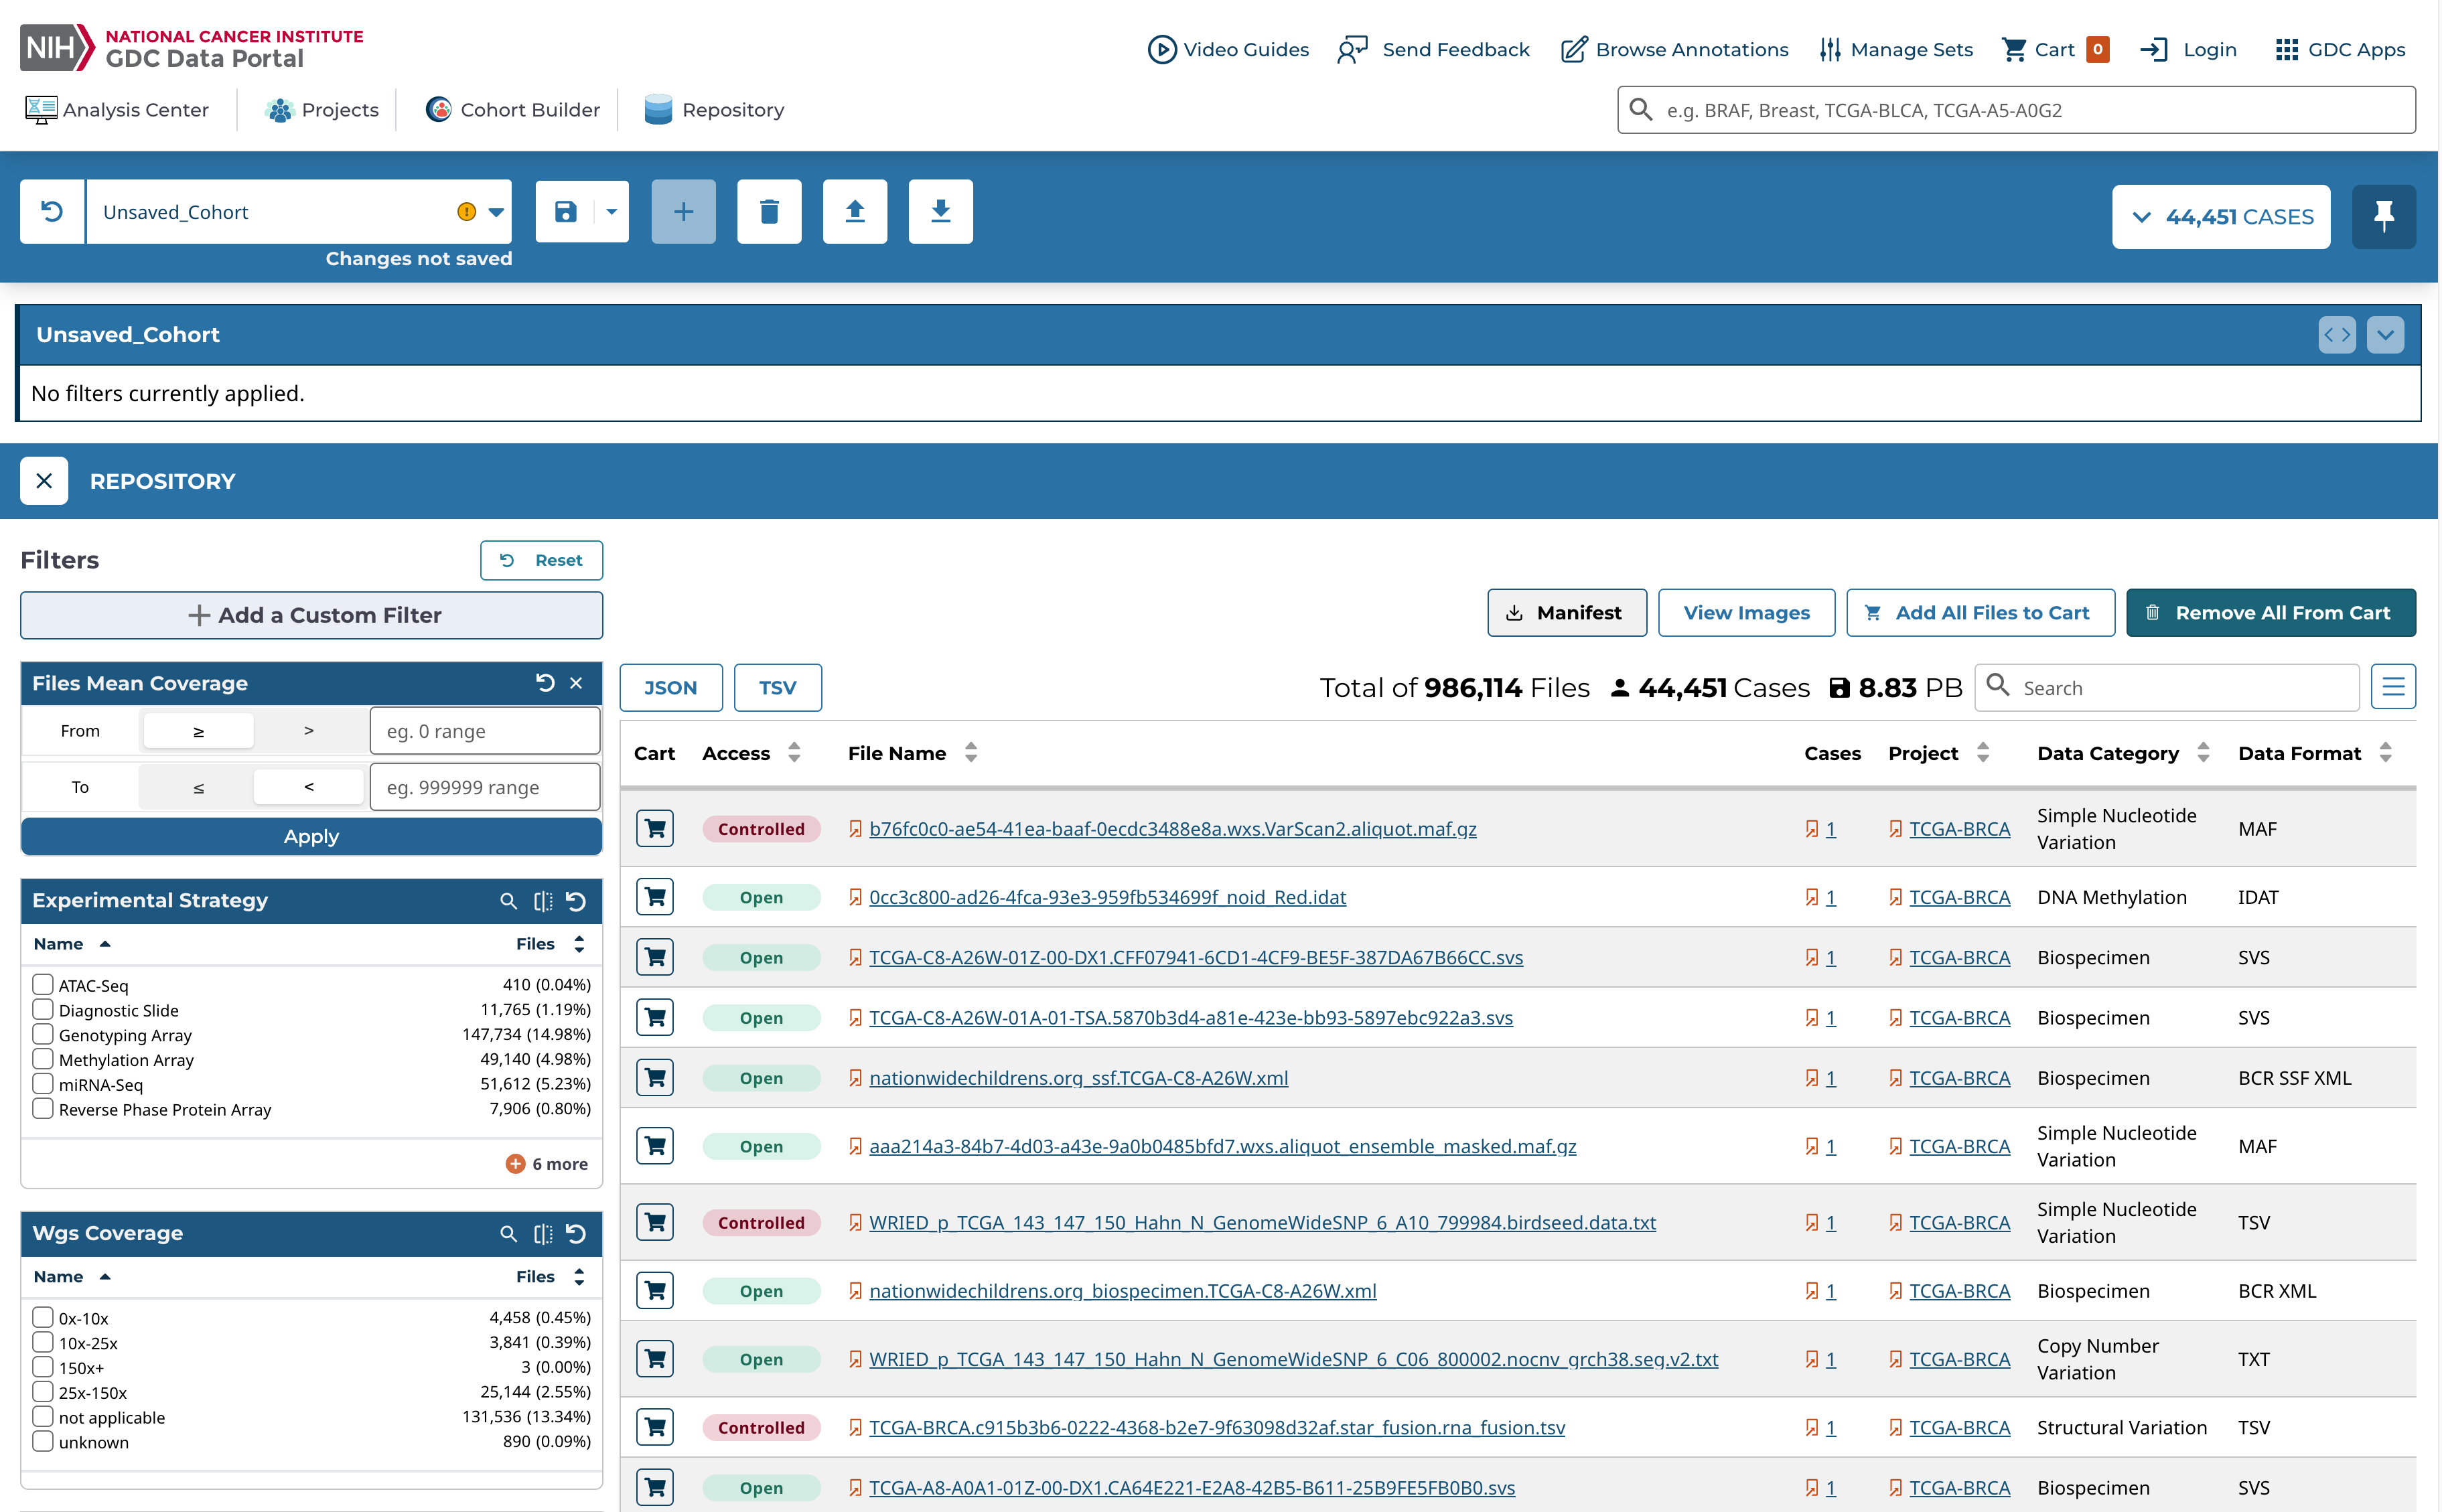 NIH NATIONAL CANCER INSTITUTE
GDC Data Portal
Video Guides Send Feedback Browse Annotations Manage Sets Cart 0 Login GDC Apps
Analysis Center Projects Cohort Builder Repository
e.g. BRAF, Breast, TCGA-BLCA, TCGA-A5-A0G2
Unsaved_Cohort
44,451 CASES
Changes not saved
Unsaved_Cohort
No filters currently applied.
REPOSITORY
Filters
Reset
Add a Custom Filter
Manifest View Images Add All Files to Cart Remove All From Cart
Files Mean Coverage
From ≥ > eg. 0 range
To ≤ < eg. 999999 range
Apply
Experimental Strategy
Name Files
ATAC-Seq 410 (0.04%)
Diagnostic Slide 11,765 (1.19%)
Genotyping Array 147,734 (14.98%)
Methylation Array 49,140 (4.98%)
miRNA-Seq 51,612 (5.23%)
Reverse Phase Protein Array 7,906 (0.80%)
6 more
Wgs Coverage
Name Files
0x-10x 4,458 (0.45%)
10x-25x 3,841 (0.39%)
150x+ 3 (0.00%)
25x-150x 25,144 (2.55%)
not applicable 131,536 (13.34%)
unknown 890 (0.09%)
JSON TSV
Total of 986,114 Files 44,451 Cases 8.83 PB Search
Cart Access File Name Cases Project Data Category Data Format
Controlled b76fc0c0-ae54-41ea-baaf-0ecdc3488e8a.wxs.VarScan2.aliquot.maf.gz 1 TCGA-BRCA Simple Nucleotide Variation MAF
Open 0cc3c800-ad26-4fca-93e3-959fb534699f_noid_Red.idat 1 TCGA-BRCA DNA Methylation IDAT
Open TCGA-C8-A26W-01Z-00-DX1.CFF07941-6CD1-4CF9-BE5F-387DA67B66CC.svs 1 TCGA-BRCA Biospecimen SVS
Open TCGA-C8-A26W-01A-01-TSA.5870b3d4-a81e-423e-bb93-5897ebc922a3.svs 1 TCGA-BRCA Biospecimen SVS
Open nationwidechildrens.org_ssf.TCGA-C8-A26W.xml 1 TCGA-BRCA Biospecimen BCR SSF XML
Open aaa214a3-84b7-4d03-a43e-9a0b0485bfd7.wxs.aliquot_ensemble_masked.maf.gz 1 TCGA-BRCA Simple Nucleotide Variation MAF
Controlled WRIED_p_TCGA_143_147_150_Hahn_N_GenomeWideSNP_6_A10_799984.birdseed.data.txt 1 TCGA-BRCA Simple Nucleotide Variation TSV
Open nationwidechildrens.org_biospecimen.TCGA-C8-A26W.xml 1 TCGA-BRCA Biospecimen BCR XML
Open WRIED_p_TCGA_143_147_150_Hahn_N_GenomeWideSNP_6_C06_800002.nocnv_grch38.seg.v2.txt 1 TCGA-BRCA Copy Number Variation TXT
Controlled TCGA-BRCA.c915b3b6-0222-4368-b2e7-9f63098d32af.star_fusion.rna_fusion.tsv 1 TCGA-BRCA Structural Variation TSV
Open TCGA-A8-A0A1-01Z-00-DX1.CA64E221-E2A8-42B5-B611-25B9FE5FB0B0.svs 1 TCGA-BRCA Biospecimen SVS